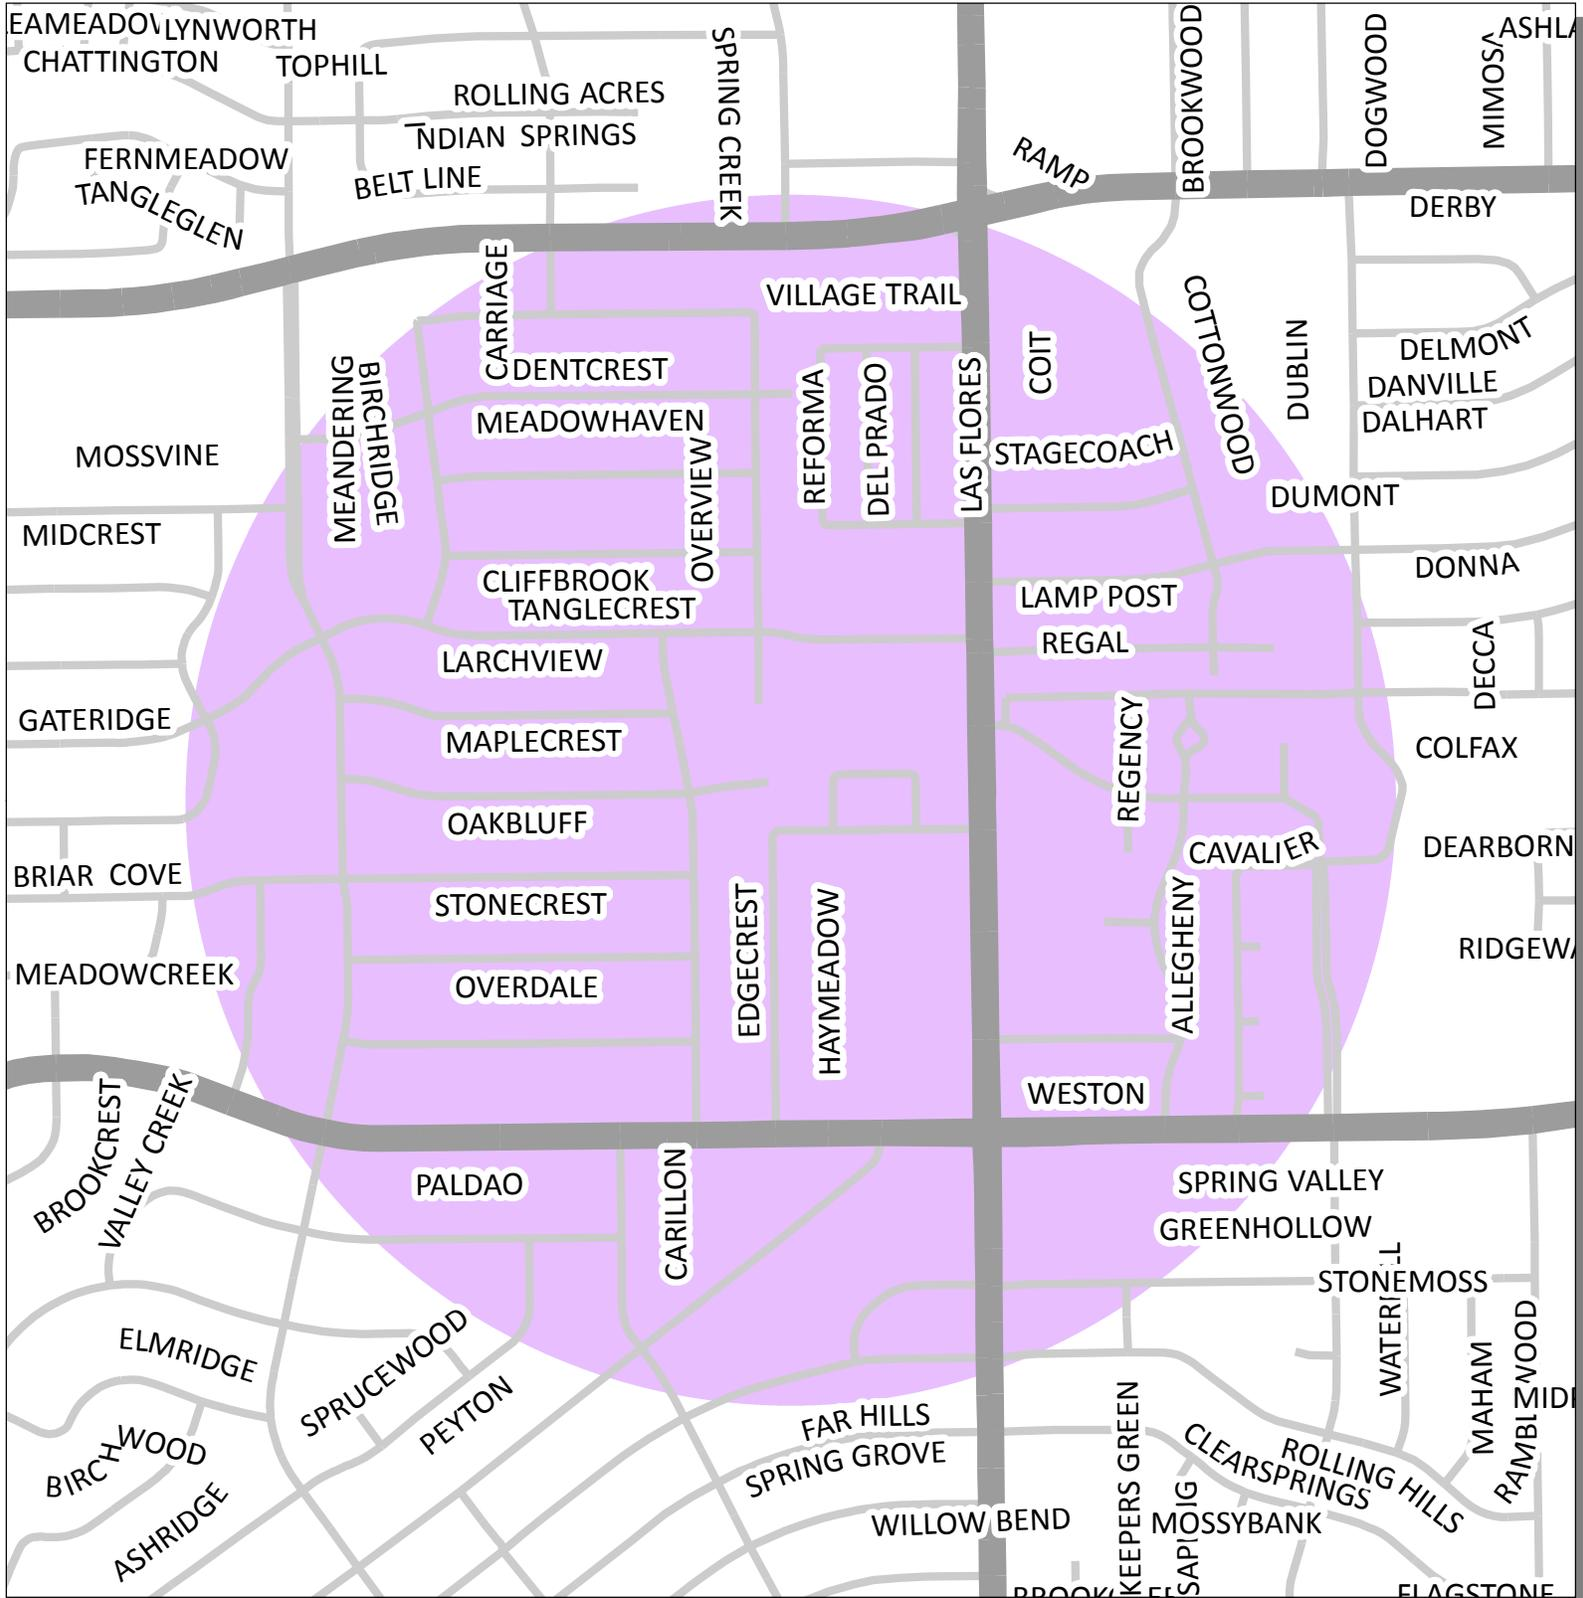 LYNWORTH
CHATTINGTON
TOPHILL
ROLLING ACRES
SPRING CREEK
BROOKWOOD
DOGWOOD
MIMOSA
FERNMEADOW
TANGLEGLEN
BELT LINE
SPRINGS
RAMP
DERBY
CARRIAGE
VILLAGE TRAIL
COTTONWOOD
DUBLIN
DELMONT
DANVILLE
DALHART
MEANDERING
BIRCHRIDGE
DENTCREST
MEADOWHAVEN
OVERVIEW
REFORMA
DEL PRADO
LAS FLORES
COIT
STAGECOACH
MOSSVINE
MIDCREST
DUMONT
DONNA
CLIFFBROOK
TANGLECREST
LAMP POST
REGAL
LARCHVIEW
DECCA
GATERIDGE
MAPLECREST
REGENCY
COLFAX
OAKBLUFF
CAVALIER
DEARBORN
BRIAR COVE
STONECREST
EDGECREST
HAYMEADOW
ALLEGHENY
MEADOWCREEK
OVERDALE
WESTON
BROOKCREST
VALLEY CREEK
PALDAO
CARILLON
SPRING VALLEY
GREENHOLLOW
STONEMOSS
ELMRIDGE
SPRUCEWOOD
PEYTON
FAR HILLS
SPRING GROVE
KEEPERS GREEN
CLEARSPRINGS
ROLLING HILLS
MAHAM
BIRCHWOOD
ASHRIDGE
WILLOW BEND
MOSSYBANK
FLAGSTONE